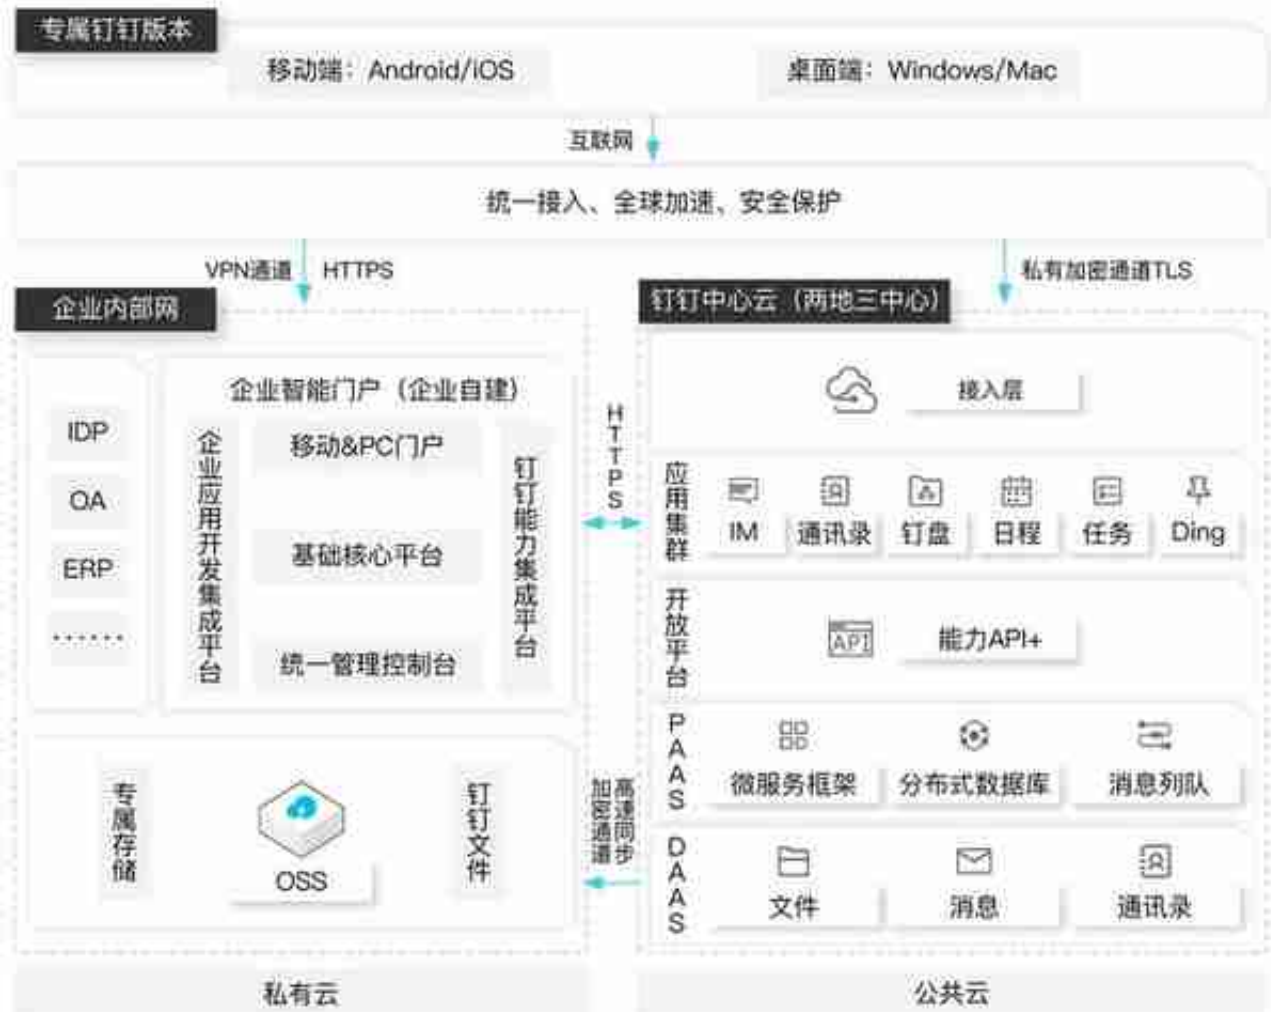 专属钉钉版本
移动端：Android/iOS
桌面端：Windows/Mac
互联网
统一接入、全球加速、安全保护
VPN通道
HTTPS
私有加密通道TLS
企业内部网
IDP
OA
ERP
......
企业智能门户（企业自建）
企业应用开发集成平台
移动&PC门户
基础核心平台
统一管理控制台
钉钉能力集成平台
专属存储
OSS
钉钉文件
私有云
HTTPS
高速同步
加密通道
钉钉中心云（两地三中心）
接入层
应用集群
IM
通讯录
钉盘
日程
任务
Ding
开放平台
API
能力API+
PAAS
微服务框架
分布式数据库
消息列队
DAAS
文件
消息
通讯录
公共云